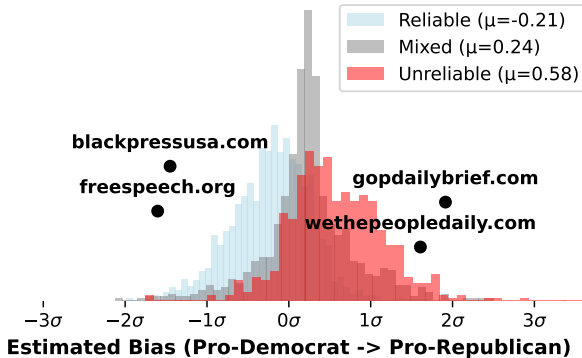 Reliable (μ=-0.21)
Mixed (μ=0.24)
Unreliable (μ=0.58)
blackpressusa.com
freespeech.org
gopdailybrief.com
wethepeopledaily.com
−3σ −2σ −1σ 0σ 1σ 2σ 3σ
Estimated Bias (Pro-Democrat -> Pro-Republican)